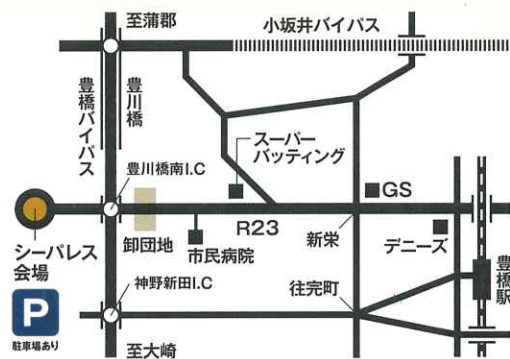 至蒲郡
小坂井バイパス
豊橋バイパス
豊川橋
スーパー
バッティング
豊川橋南I.C
GS
R23
新栄
デニーズ
卸団地
市民病院
シーパレス
会場
豊橋駅
神野新田I.C
往完町
P
駐車場あり
至大崎